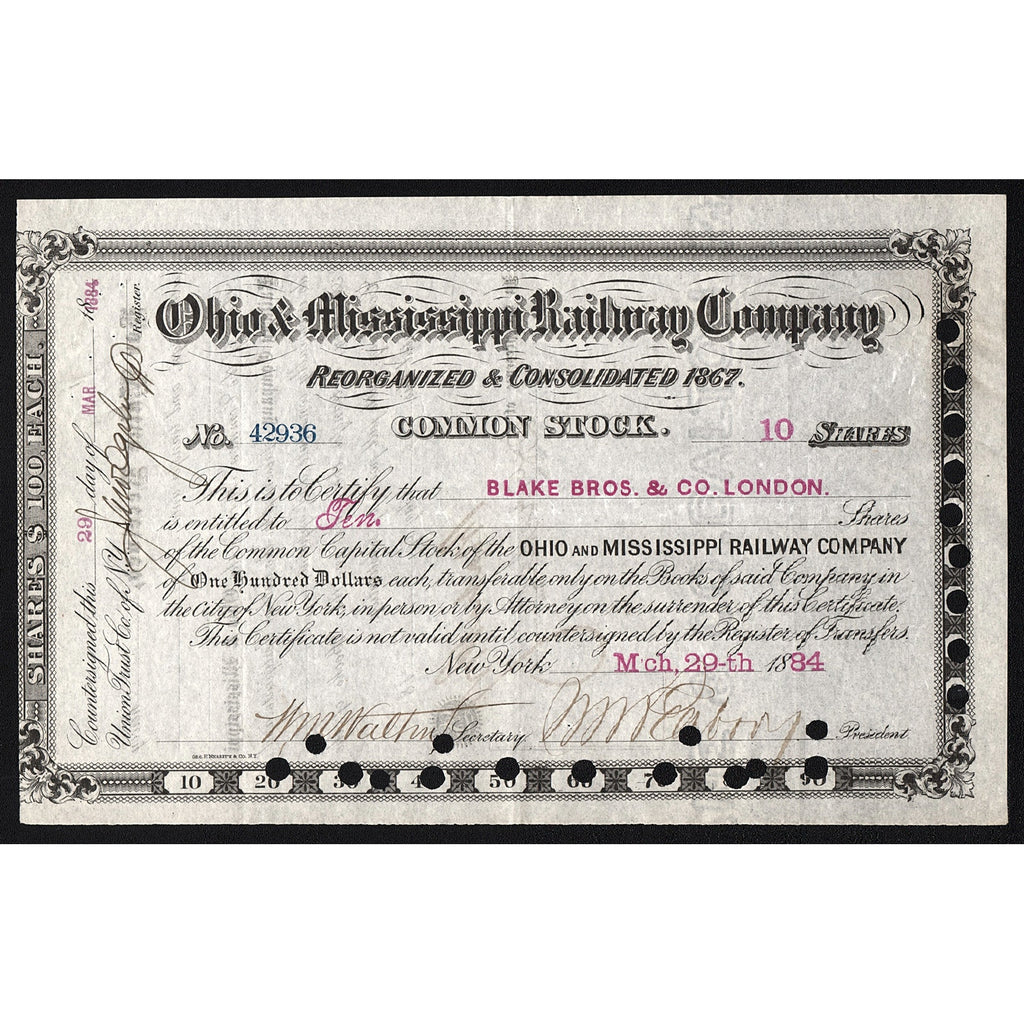 Ohio & Mississippi Railway Company
REORGANIZED & CONSOLIDATED 1867.
No. 42936 COMMON STOCK. 10 SHARES
This is to Certify that BLAKE BROS. & CO. LONDON.
is entitled to Ten. Shares
of the Common Capital Stock of the OHIO AND MISSISSIPPI RAILWAY COMPANY
of One Hundred Dollars each, transferable only on the Books of said Company in
the City of New York, in person or by Attorney on the surrender of this Certificate.
This Certificate is not valid until countersigned by the Register of Transfers.
New York Mch, 29-th 1884
Secretary. President
10 20 30 40 50 60 70 90
SHARES $100, EACH.
Countersigned this 29 day of MAR 1884
Union Trust Co. of N.Y. Register.